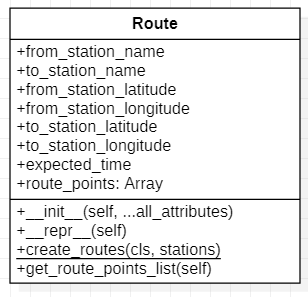 Route
+from_station_name
+to_station_name
+from_station_latitude
+from_station_longitude
+to_station_latitude
+to_station_longitude
+expected_time
+route_points: Array
+__init__(self, ...all_attributes)
+__repr__(self)
+create_routes(cls, stations)
+get_route_points_list(self)